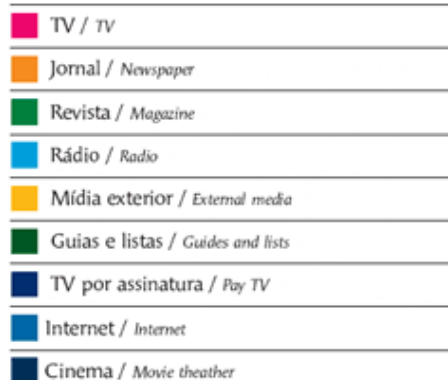 TV / TV
Jornal / Newspaper
Revista / Magazine
Rádio / Radio
Mídia exterior / External media
Guias e listas / Guides and lists
TV por assinatura / Pay TV
Internet / Internet
Cinema / Movie theather